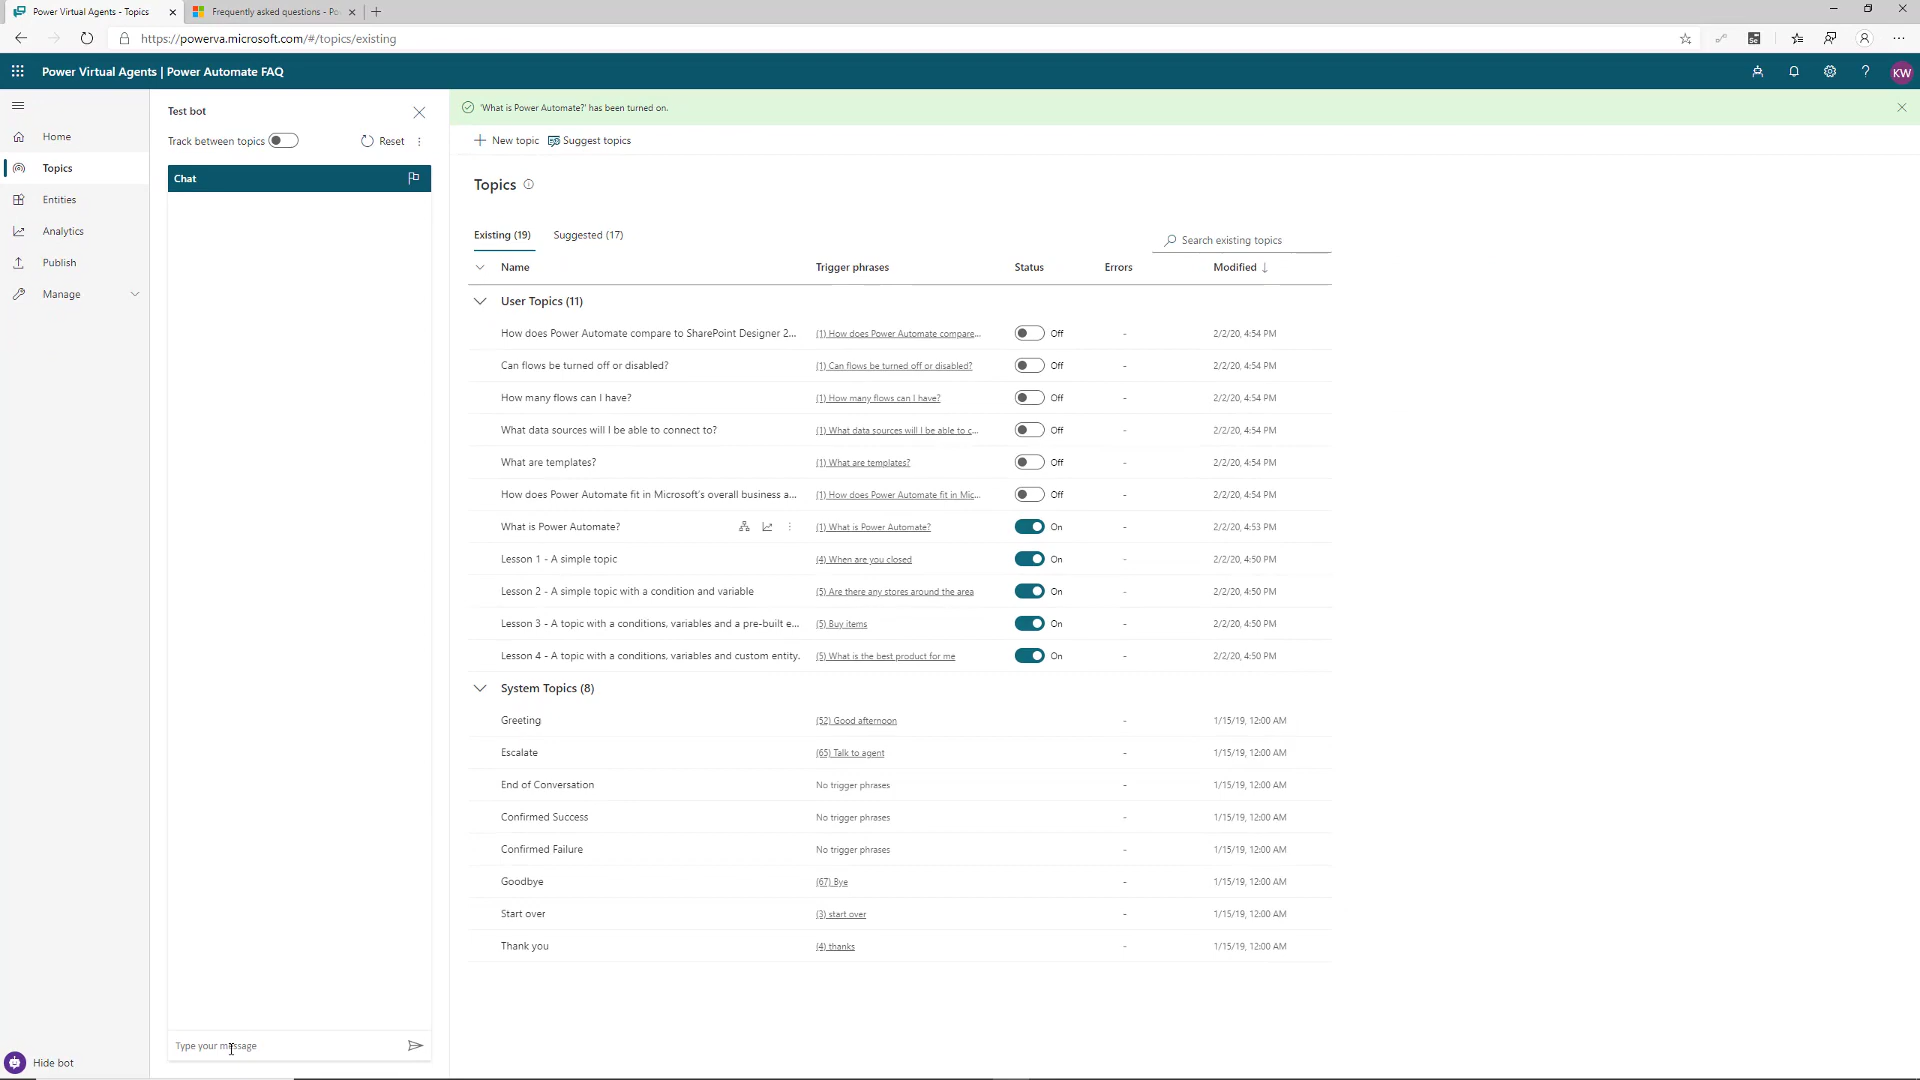 Power Virtual Agents - Topics
Frequently asked questions - Po
https://powerva.microsoft.com/#/topics/existing
Power Virtual Agents | Power Automate FAQ
KW
Home
Topics
Entities
Analytics
Publish
Manage
Hide bot
Test bot
Track between topics
Reset
Chat
Type your message
'What is Power Automate?' has been turned on.
New topic Suggest topics
Topics
Existing (19) Suggested (17)
Search existing topics
Name Trigger phrases Status Errors Modified
User Topics (11)
How does Power Automate compare to SharePoint Designer 2... (1) How does Power Automate compare... Off - 2/2/20, 4:54 PM
Can flows be turned off or disabled? (1) Can flows be turned off or disabled? Off - 2/2/20, 4:54 PM
How many flows can I have? (1) How many flows can I have? Off - 2/2/20, 4:54 PM
What data sources will I be able to connect to? (1) What data sources will I be able to c... Off - 2/2/20, 4:54 PM
What are templates? (1) What are templates? Off - 2/2/20, 4:54 PM
How does Power Automate fit in Microsoft's overall business a... (1) How does Power Automate fit in Mic... Off - 2/2/20, 4:54 PM
What is Power Automate? (1) What is Power Automate? On - 2/2/20, 4:53 PM
Lesson 1 - A simple topic (4) When are you closed On - 2/2/20, 4:50 PM
Lesson 2 - A simple topic with a condition and variable (5) Are there any stores around the area On - 2/2/20, 4:50 PM
Lesson 3 - A topic with a conditions, variables and a pre-built e... (5) Buy items On - 2/2/20, 4:50 PM
Lesson 4 - A topic with a conditions, variables and custom entity. (5) What is the best product for me On - 2/2/20, 4:50 PM
System Topics (8)
Greeting (52) Good afternoon - 1/15/19, 12:00 AM
Escalate (65) Talk to agent - 1/15/19, 12:00 AM
End of Conversation No trigger phrases - 1/15/19, 12:00 AM
Confirmed Success No trigger phrases - 1/15/19, 12:00 AM
Confirmed Failure No trigger phrases - 1/15/19, 12:00 AM
Goodbye (67) Bye - 1/15/19, 12:00 AM
Start over (3) start over - 1/15/19, 12:00 AM
Thank you (4) thanks - 1/15/19, 12:00 AM